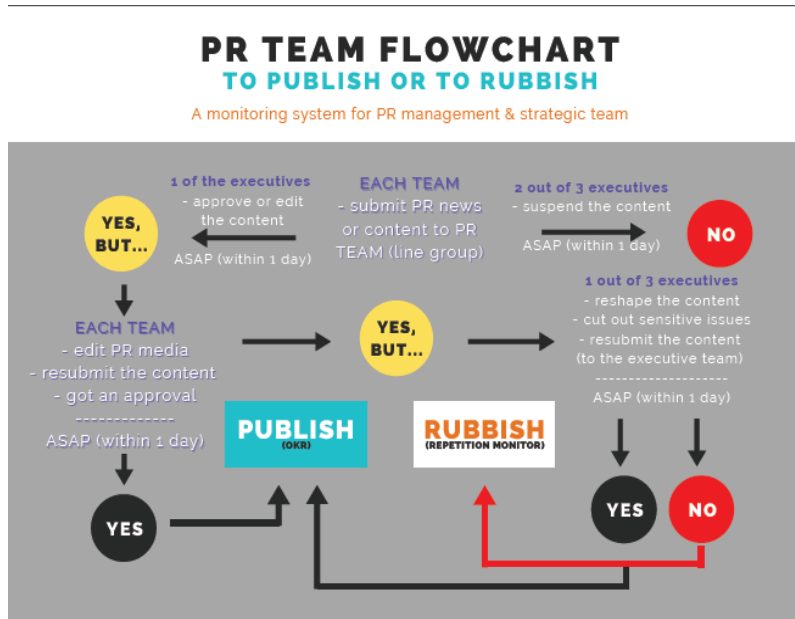 PR TEAM FLOWCHART
TO PUBLISH OR TO RUBBISH
A monitoring system for PR management & strategic team
1 of the executives
- approve or edit
the content
ASAP (within 1 day)
EACH TEAM
- submit PR news
or content to PR
TEAM (line group)
2 out of 3 executives
- suspend the content
ASAP (within 1 day)
YES,
BUT...
NO
1 out of 3 executives
- reshape the content
- cut out sensitive issues
- resubmit the content
(to the executive team)
--------------------
ASAP (within 1 day)
EACH TEAM
- edit PR media
- resubmit the content
- got an approval
-------------
ASAP (within 1 day)
YES,
BUT...
PUBLISH
(OKR)
RUBBISH
(REPETITION MONITOR)
YES
YES
NO